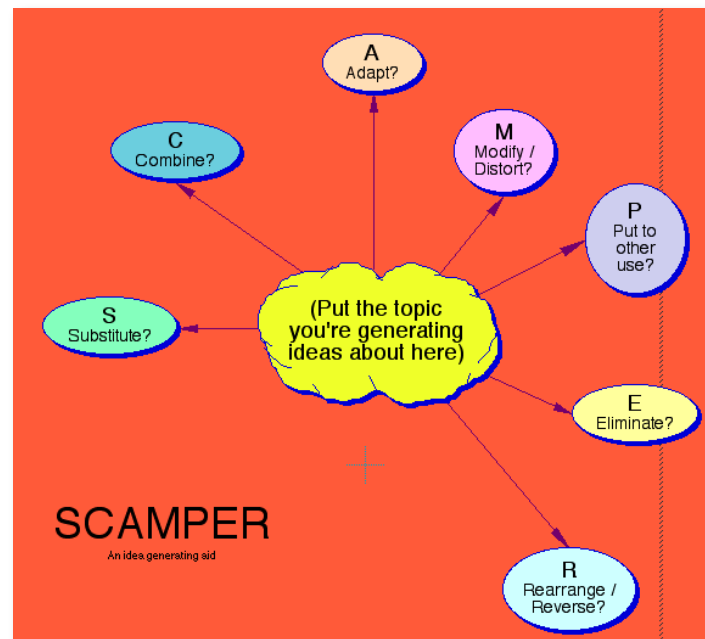 A
Adapt?
C
Combine?
M
Modify /
Distort?
P
Put to
other
use?
S
Substitute?
(Put the topic
you're generating
ideas about here)
E
Eliminate?
SCAMPER
An idea generating aid
R
Rearrange /
Reverse?